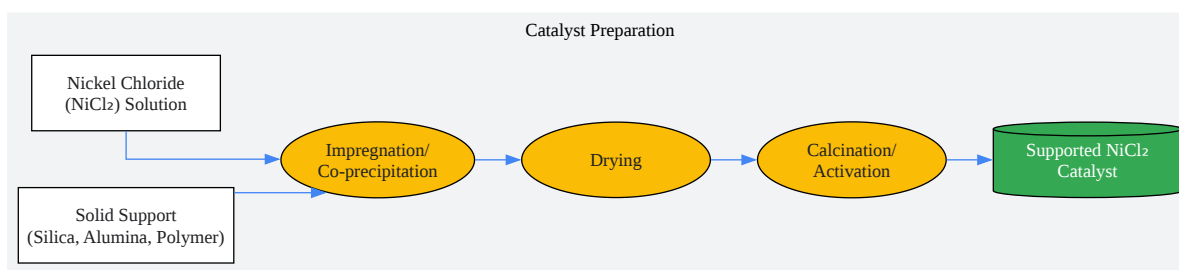 Catalyst Preparation
Nickel Chloride
(NiCl₂) Solution
Impregnation/
Co-precipitation
Drying
Calcination/
Activation
Supported NiCl₂
Catalyst
Solid Support
(Silica, Alumina, Polymer)